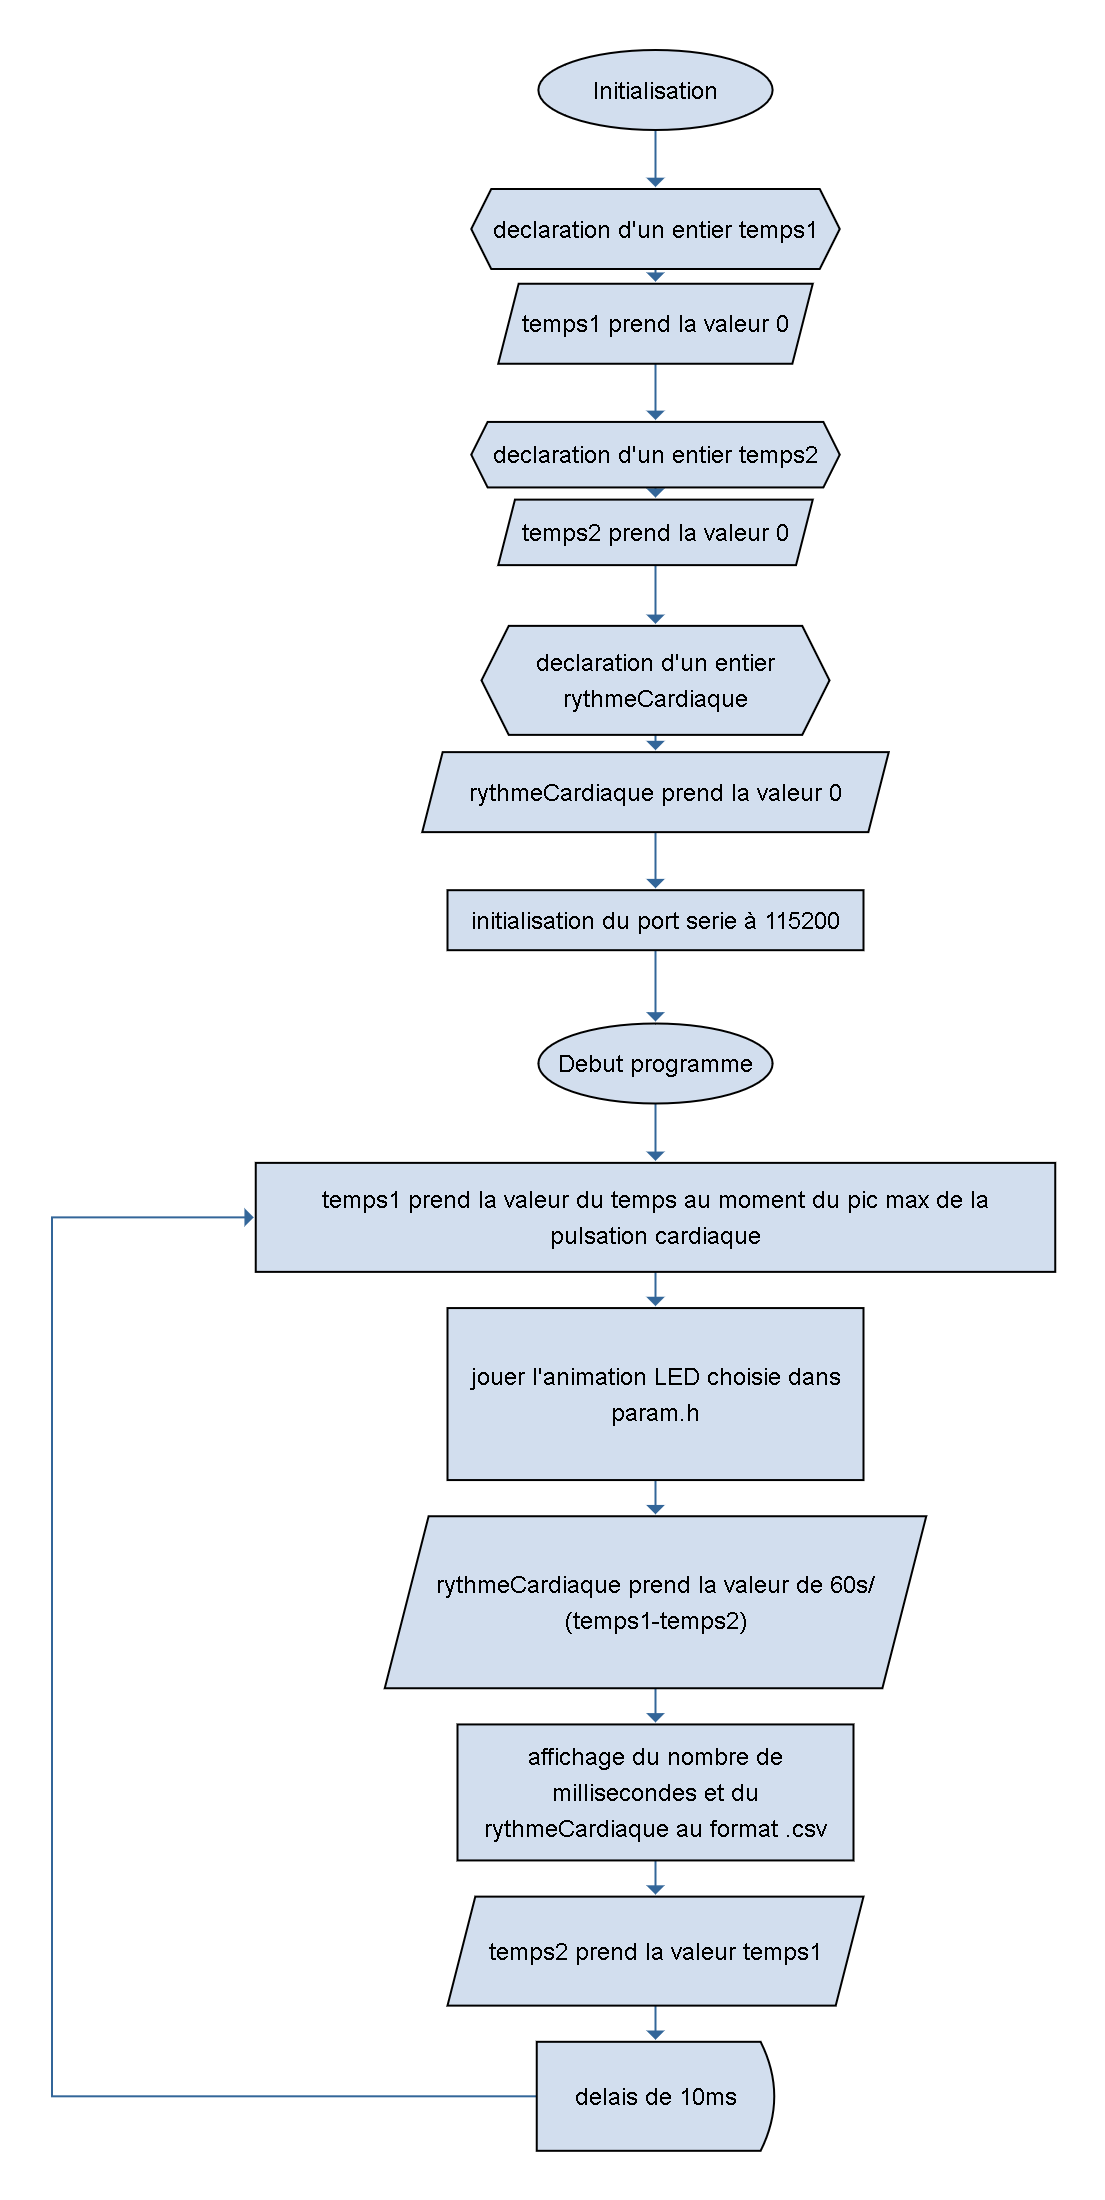 Initialisation
declaration d'un entier temps1
temps1 prend la valeur 0
declaration d'un entier temps2
temps2 prend la valeur 0
declaration d'un entier
rythmeCardiaque
rythmeCardiaque prend la valeur 0
initialisation du port serie à 115200
Debut programme
temps1 prend la valeur du temps au moment du pic max de la
pulsation cardiaque
jouer l'animation LED choisie dans
param.h
rythmeCardiaque prend la valeur de 60s/
(temps1-temps2)
affichage du nombre de
millisecondes et du
rythmeCardiaque au format .csv
temps2 prend la valeur temps1
delais de 10ms